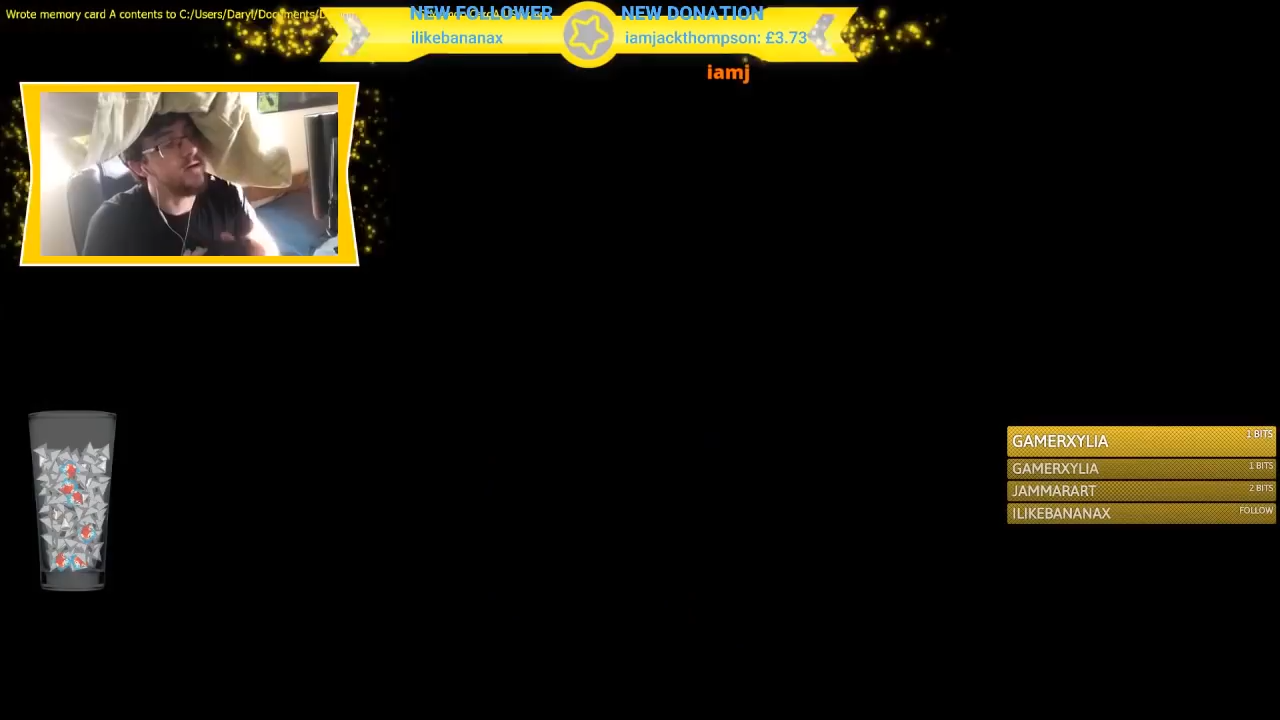 Wrote memory card A contents to C:/Users/Daryl/Documents/D
NEW FOLLOWER
ilikebananax
NEW DONATION
iamjackthompson: £3.73
iamj
GAMERXYLIA 1 BITS
GAMERXYLIA 1 BITS
JAMMARART 2 BITS
ILIKEBANANAX FOLLOW